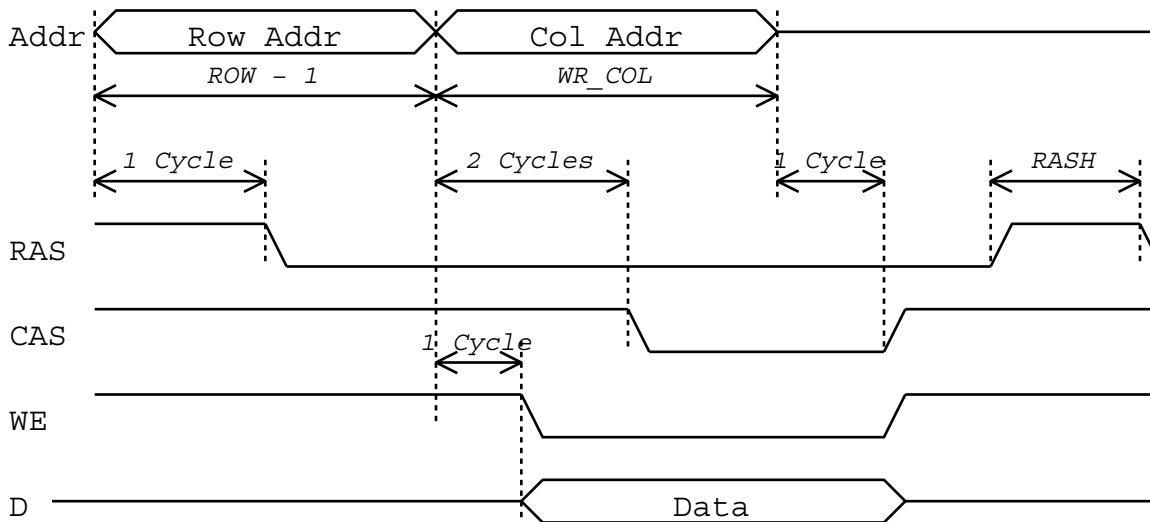 Addr Row Addr Col Addr
ROW - 1 WR_COL
1 Cycle 2 Cycles 1 Cycle RASH
RAS
CAS
1 Cycle
WE
D Data